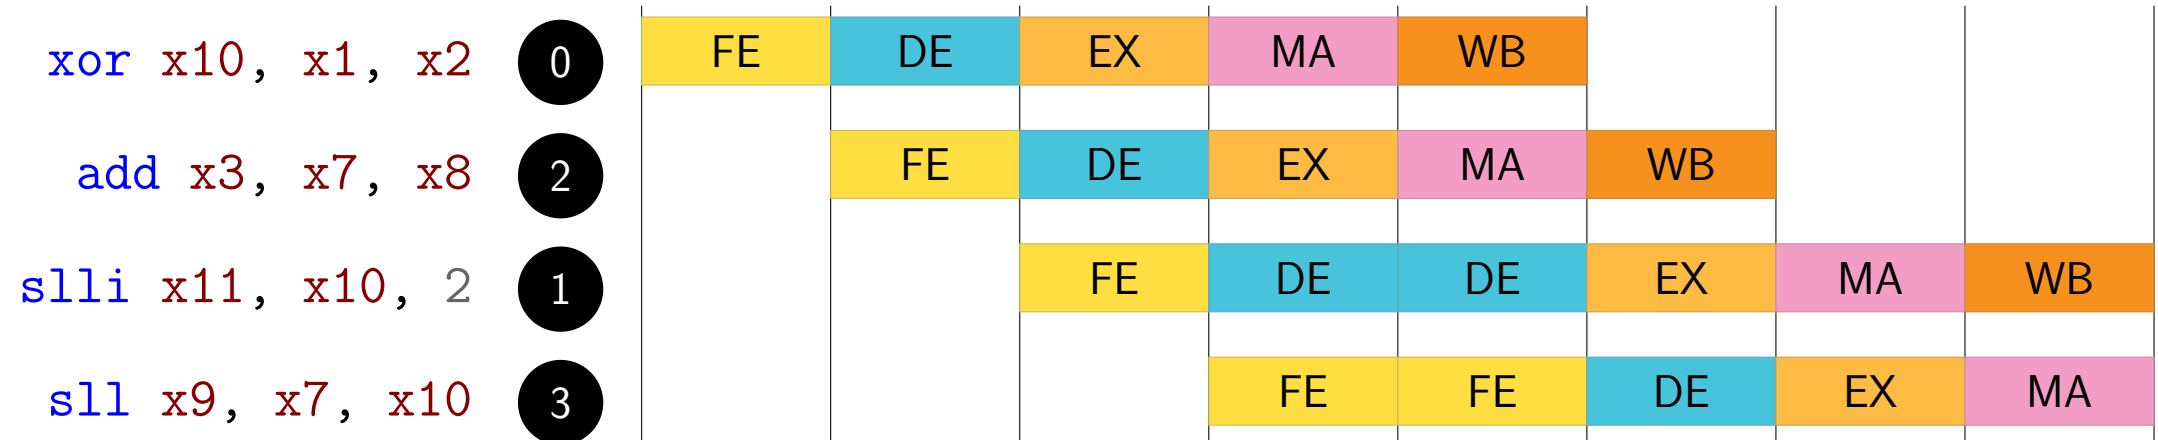 xor x10, x1, x2 0 FE DE EX MA WB
add x3, x7, x8 2 FE DE EX MA WB
slli x11, x10, 2 1 FE DE DE EX MA WB
sll x9, x7, x10 3 FE FE DE EX MA